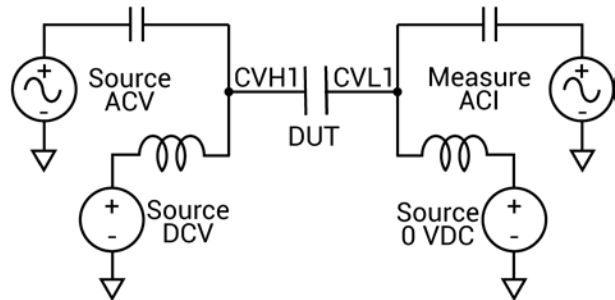 Source
ACV
CVH1
CVL1
Measure
ACI
DUT
Source
DCV
Source
0 VDC
+
-
+
-
+
-
+
-